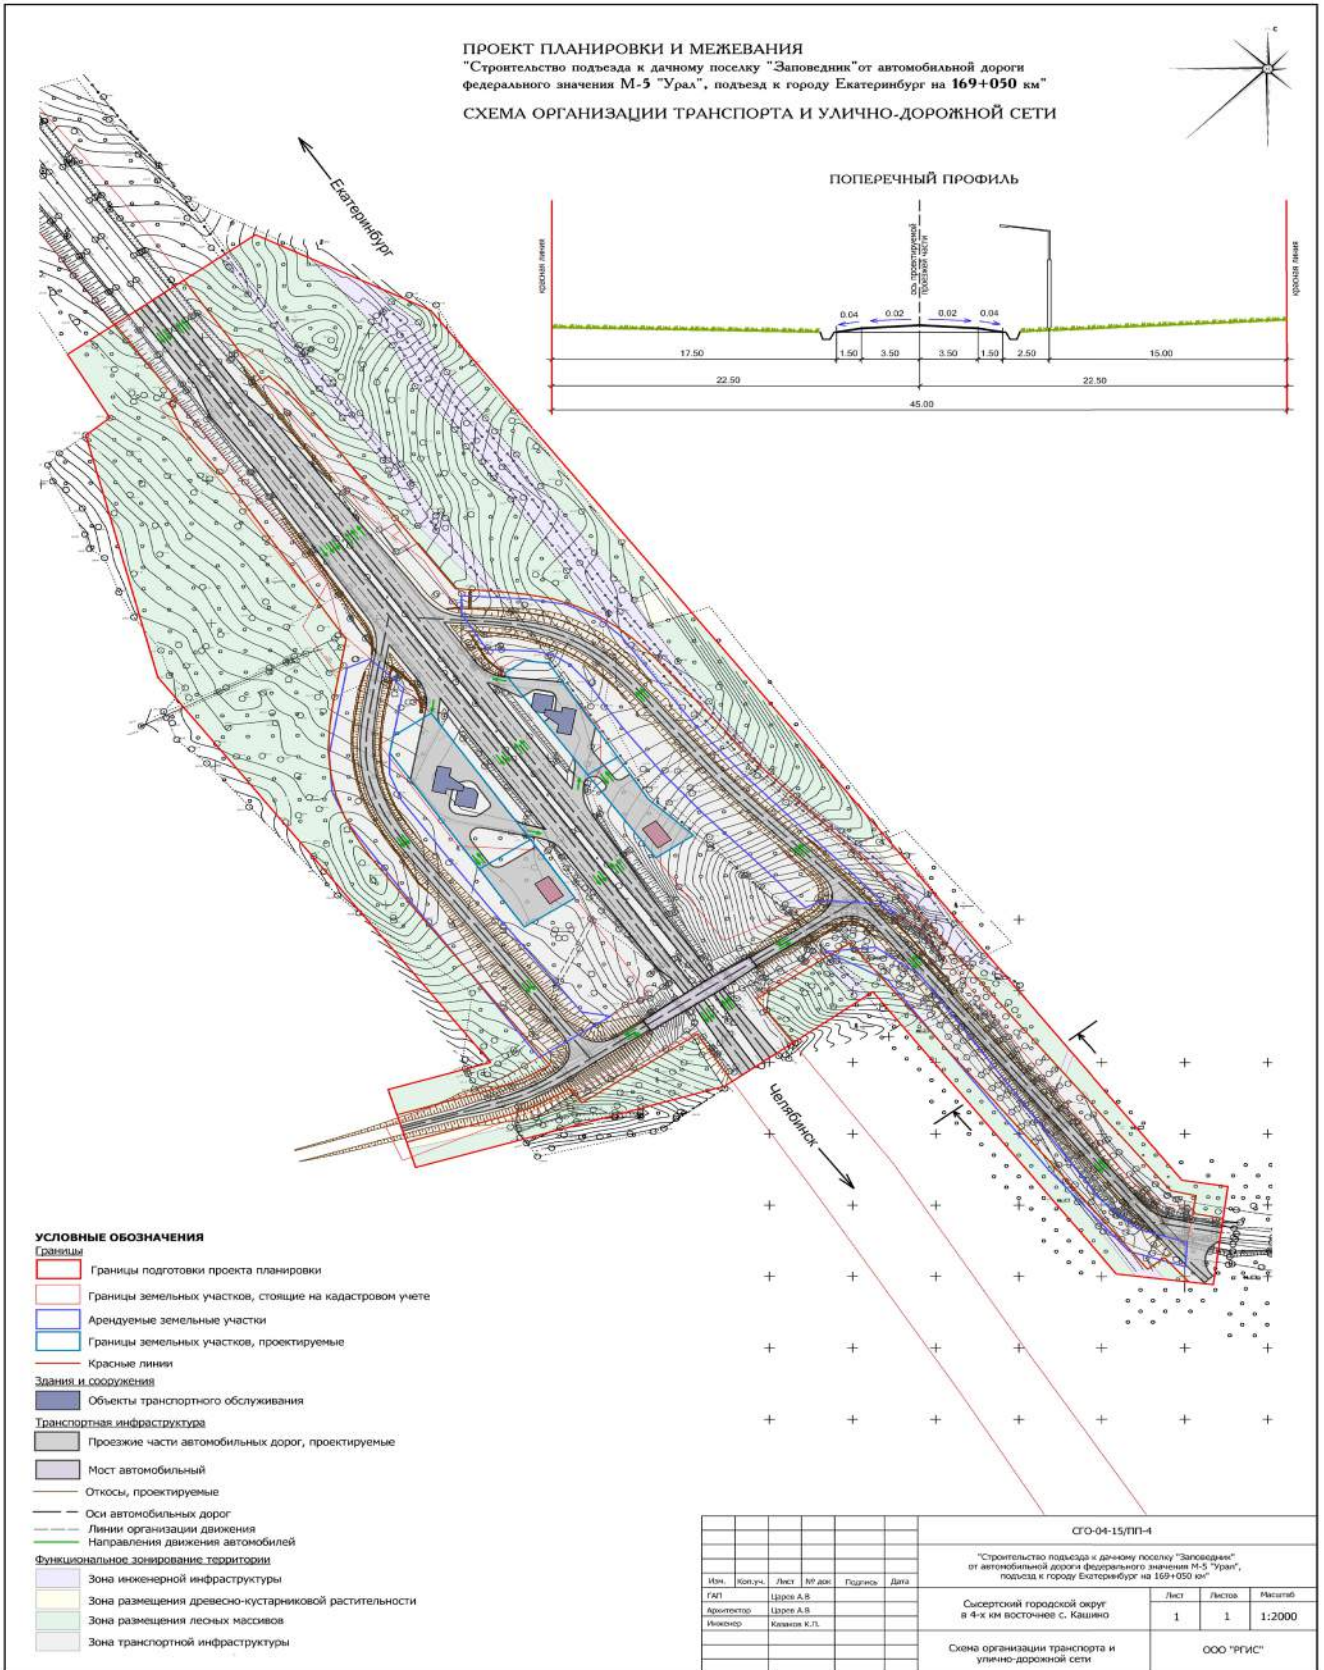 ПРОЕКТ ПЛАНИРОВКИ И МЕЖЕВАНИЯ
"Строительство подъезда к дачному поселку "Заповедник"от автомобильной дороги
федерального значения М-5 "Урал", подъезд к городу Екатеринбург на 169+050 км"
СХЕМА ОРГАНИЗАЦИИ ТРАНСПОРТА И УЛИЧНО-ДОРОЖНОЙ СЕТИ
С
ПОПЕРЕЧНЫЙ ПРОФИЛЬ
Екатеринбург
красная линия
ось проектируемой
проезжей части
красная линия
0.04 0.02 0.02 0.04
17.50 1.50 3.50 3.50 1.50 2.50 15.00
22.50 22.50
45.00
Челябинск
УСЛОВНЫЕ ОБОЗНАЧЕНИЯ
Границы
Границы подготовки проекта планировки
Границы земельных участков, стоящие на кадастровом учете
Арендуемые земельные участки
Границы земельных участков, проектируемые
Красные линии
Здания и сооружения
Объекты транспортного обслуживания
Транспортная инфраструктура
Проезжие части автомобильных дорог, проектируемые
Мост автомобильный
Откосы, проектируемые
Оси автомобильных дорог
Линии организации движения
Направления движения автомобилей
Функциональное зонирование территории
Зона инженерной инфраструктуры
Зона размещения древесно-кустарниковой растительности
Зона размещения лесных массивов
Зона транспортной инфраструктуры
СГО-04-15/ПП-4
"Строительство подъезда к дачному поселку "Заповедник"
от автомобильной дороги федерального значения М-5 "Урал",
подъезд к городу Екатеринбург на 169+050 км"
Изм. Кол.уч. Лист № док Подпись Дата
ГАП Царев А.В
Архитектор Царев А.В
Инженер Казаков К.П.
Сысертский городской округ
в 4-х км восточнее с. Кашино
Лист Листов Масштаб
1 1 1:2000
Схема организации транспорта и
улично-дорожной сети
ООО "РГИС"